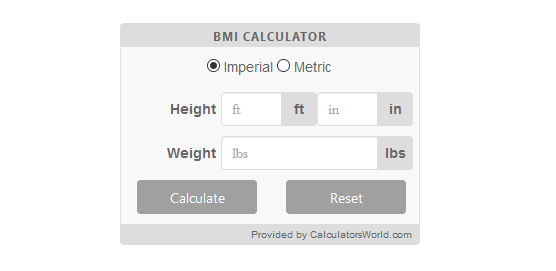 BMI CALCULATOR
Imperial Metric
Height ft ft in in
Weight lbs lbs
Calculate Reset
Provided by CalculatorsWorld.com